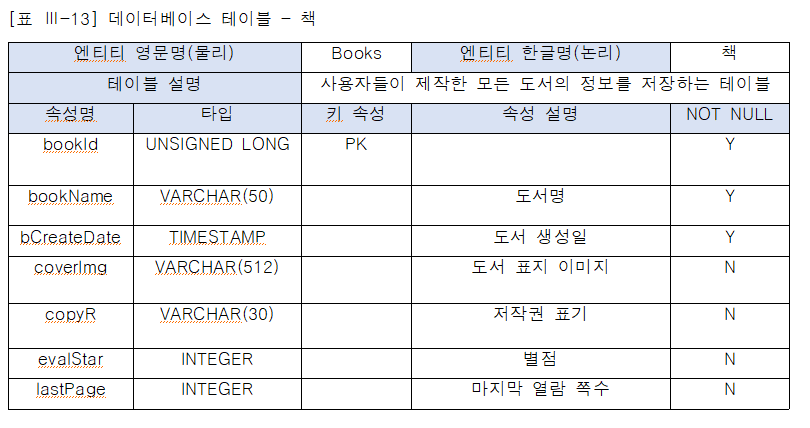 [표 Ⅲ-13] 데이터베이스 테이블 - 책
엔티티 영문명(물리) Books 엔티티 한글명(논리) 책
테이블 설명 사용자들이 제작한 모든 도서의 정보를 저장하는 테이블
속성명 타입 키 속성 속성 설명 NOT NULL
bookId UNSIGNED LONG PK Y
bookName VARCHAR(50) 도서명 Y
bCreateDate TIMESTAMP 도서 생성일 Y
coverImg VARCHAR(512) 도서 표지 이미지 N
copyR VARCHAR(30) 저작권 표기 N
evalStar INTEGER 별점 N
lastPage INTEGER 마지막 열람 쪽수 N